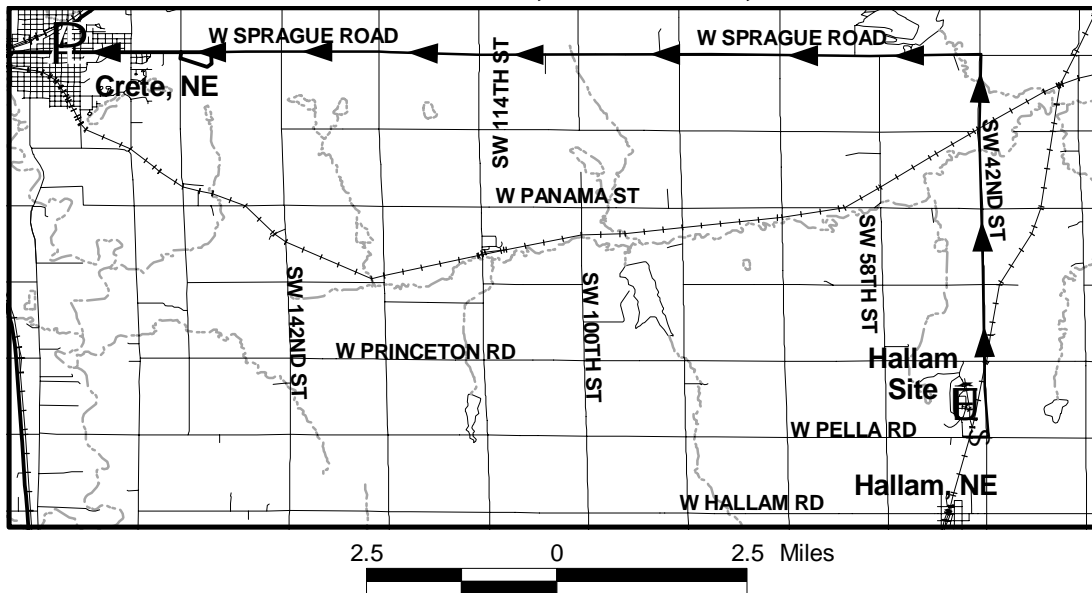 W SPRAGUE ROAD
W SPRAGUE ROAD
P
Crete, NE
SW 114TH ST
SW 42ND ST
W PANAMA ST
SW 58TH ST
SW 142ND ST
SW 100TH ST
W PRINCETON RD
Hallam
Site
W PELLA RD
S
Hallam, NE
W HALLAM RD
2.5 0 2.5 Miles